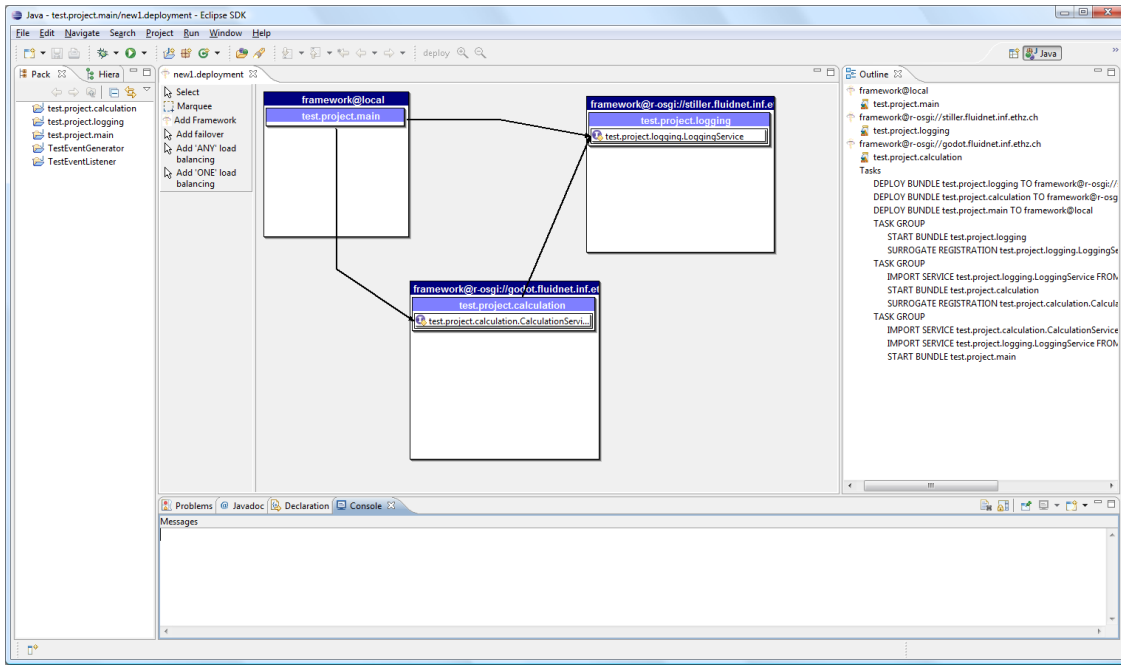 Java - test.project.main/new1.deployment - Eclipse SDK
File Edit Navigate Search Project Run Window Help
deploy
Java
»
Pack
Hiera
test.project.calculation
test.project.logging
test.project.main
TestEventGenerator
TestEventListener
new1.deployment
Select
Marquee
Add Framework
Add failover
Add 'ANY' load
balancing
Add 'ONE' load
balancing
framework@local
test.project.main
framework@r-osgi://stiller.fluidnet.inf.et
test.project.logging
test.project.logging.LoggingService
framework@r-osgi://godot.fluidnet.inf.et
test.project.calculation
test.project.calculation.CalculationServi...
Outline
framework@local
test.project.main
framework@r-osgi://stiller.fluidnet.inf.ethz.ch
test.project.logging
framework@r-osgi://godot.fluidnet.inf.ethz.ch
test.project.calculation
Tasks
DEPLOY BUNDLE test.project.logging TO framework@r-osgi://
DEPLOY BUNDLE test.project.calculation TO framework@r-osg
DEPLOY BUNDLE test.project.main TO framework@local
TASK GROUP
START BUNDLE test.project.logging
SURROGATE REGISTRATION test.project.logging.LoggingSe
TASK GROUP
IMPORT SERVICE test.project.logging.LoggingService FROM
START BUNDLE test.project.calculation
SURROGATE REGISTRATION test.project.calculation.Calcula
TASK GROUP
IMPORT SERVICE test.project.calculation.CalculationService
IMPORT SERVICE test.project.logging.LoggingService FROM
START BUNDLE test.project.main
Problems @ Javadoc Declaration Console
Messages